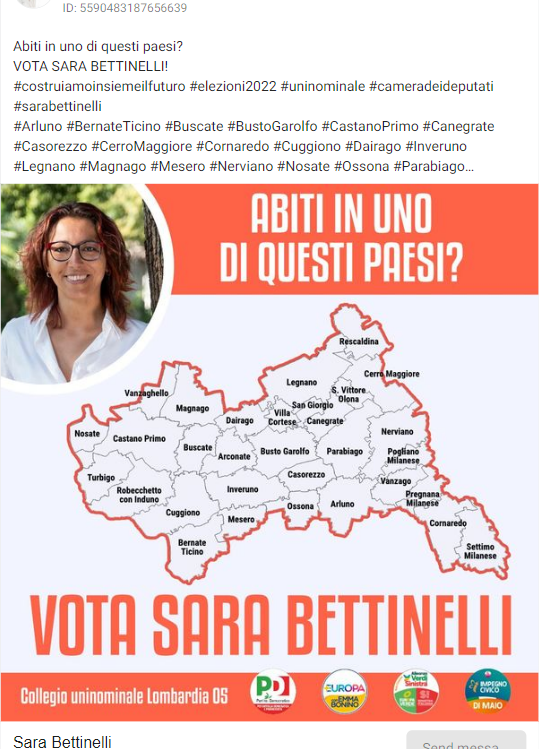 ID: 5590483187656639
Abiti in uno di questi paesi?
VOTA SARA BETTINELLI!
#costruiamoinsiemeilfuturo #elezioni2022 #uninominale #cameradeideputati
#sarabettinelli
#Arluno #BernateTicino #Buscate #BustoGarolfo #CastanoPrimo #Canegrate
#Casorezzo #CerroMaggiore #Cornaredo #Cuggiono #Dairago #Inveruno
#Legnano #Magnago #Mesero #Nerviano #Nosate #Ossona #Parabiago...
ABITI IN UNO
DI QUESTI PAESI?
Rescaldina
Cerro Maggiore
Legnano
S. Vittore
Olona
Vanzaghello
Magnago
San Giorgio
Villa
Cortese
Canegrate
Dairago
Nerviano
Nosate
Castano Primo
Buscate
Arconate
Busto Garolfo
Parabiago
Pogliano
Milanese
Turbigo
Casorezzo
Vanzago
Robecchetto
con Induno
Inveruno
Pregnana
Milanese
Cuggiono
Mesero
Ossona
Arluno
Cornaredo
Bernate
Ticino
Settimo
Milanese
VOTA SARA BETTINELLI
Collegio uninominale Lombardia 05
PD
+EUROPA
EMMA
BONINO
Verdi
Sinistra
SI
IMPEGNO
CIVICO
DI MAIO
Sara Bettinelli
Send messa